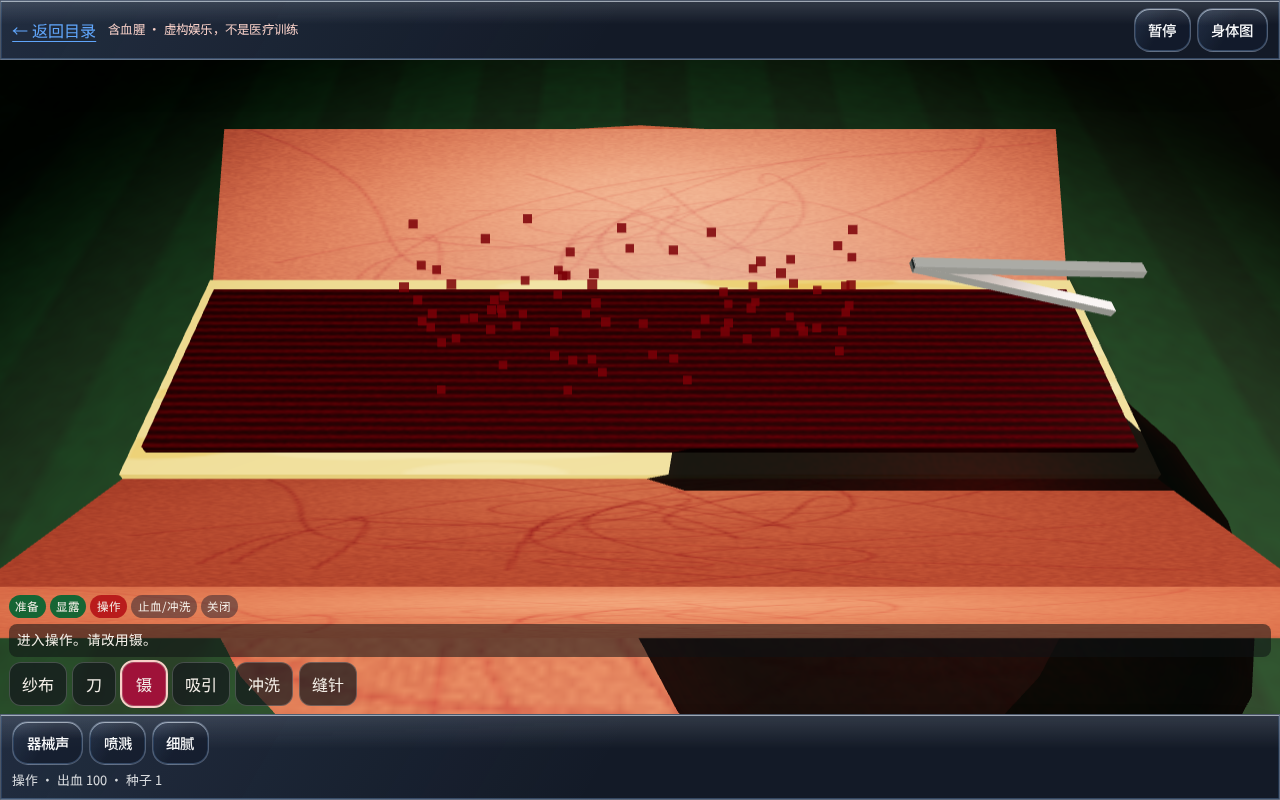 ← 返回目录 含血腥 · 虚构娱乐，不是医疗训练 暂停 身体图
准备 显露 操作 止血/冲洗 关闭
进入操作。请改用镊。
纱布 刀 镊 吸引 冲洗 缝针
器械声 喷溅 细腻
操作 · 出血 100 · 种子 1